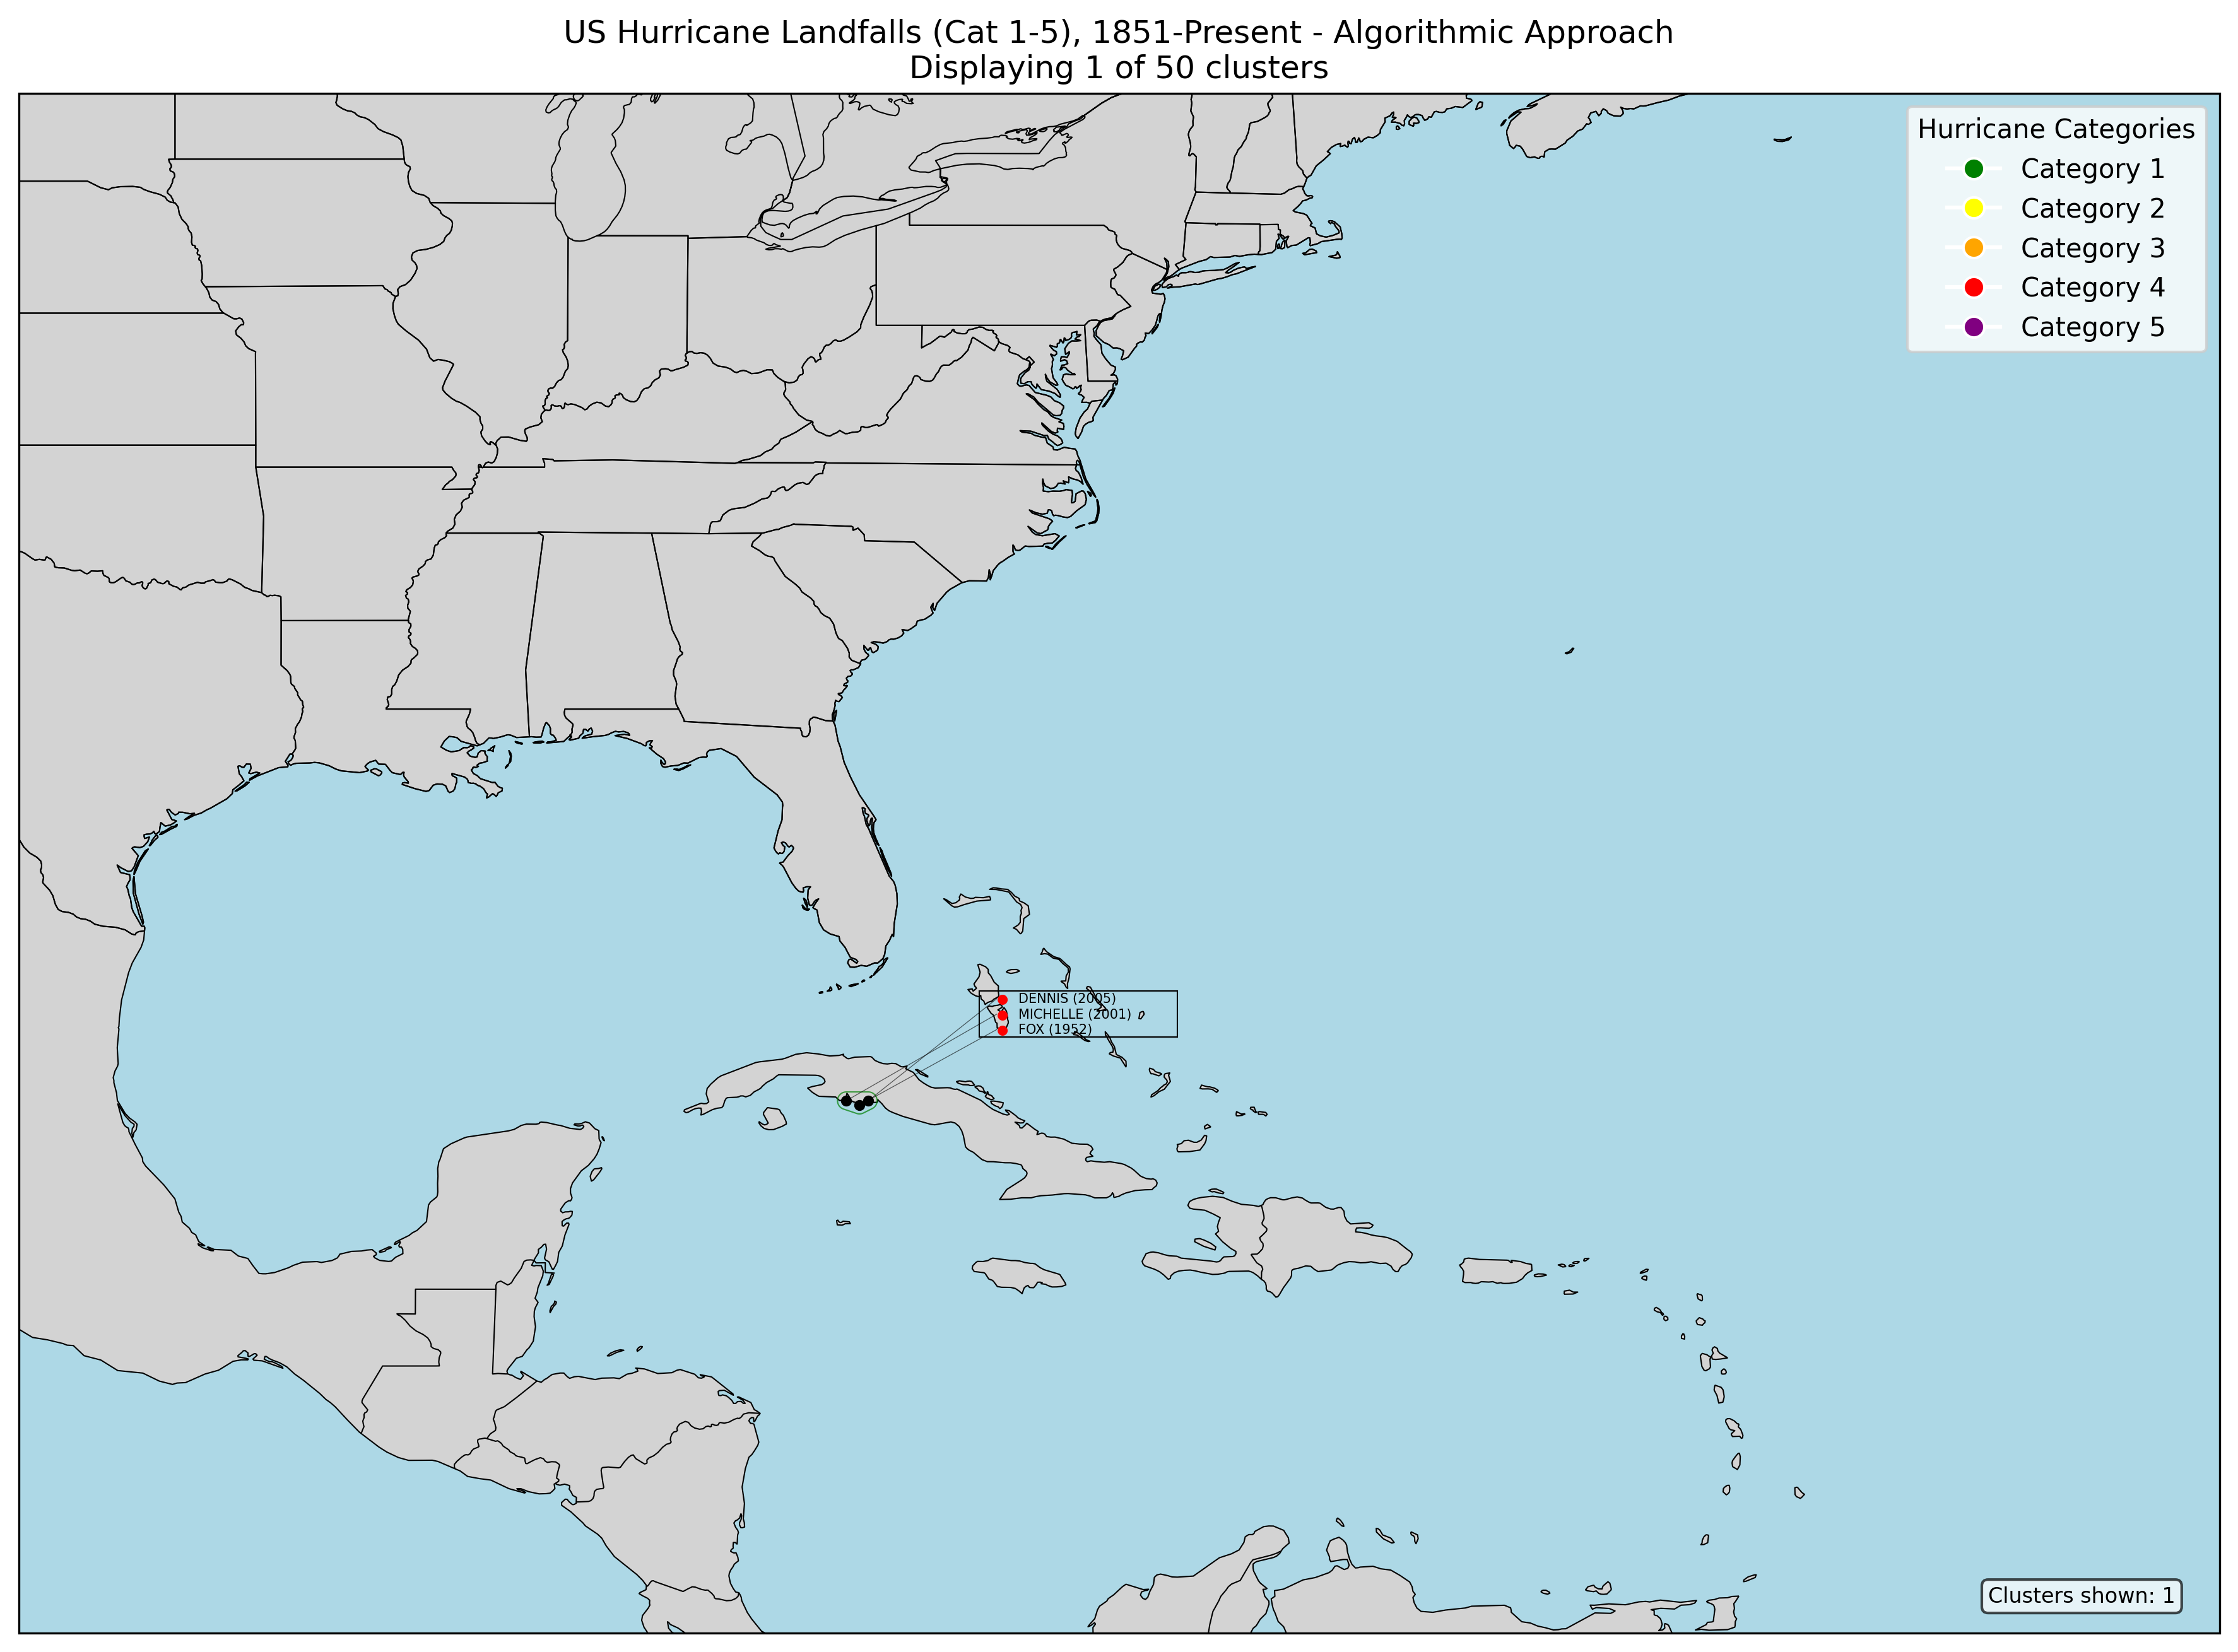 US Hurricane Landfalls (Cat 1-5), 1851-Present - Algorithmic Approach
Displaying 1 of 50 clusters
Hurricane Categories
Category 1
Category 2
Category 3
Category 4
Category 5
DENNIS (2005)
MICHELLE (2001)
FOX (1952)
Clusters shown: 1